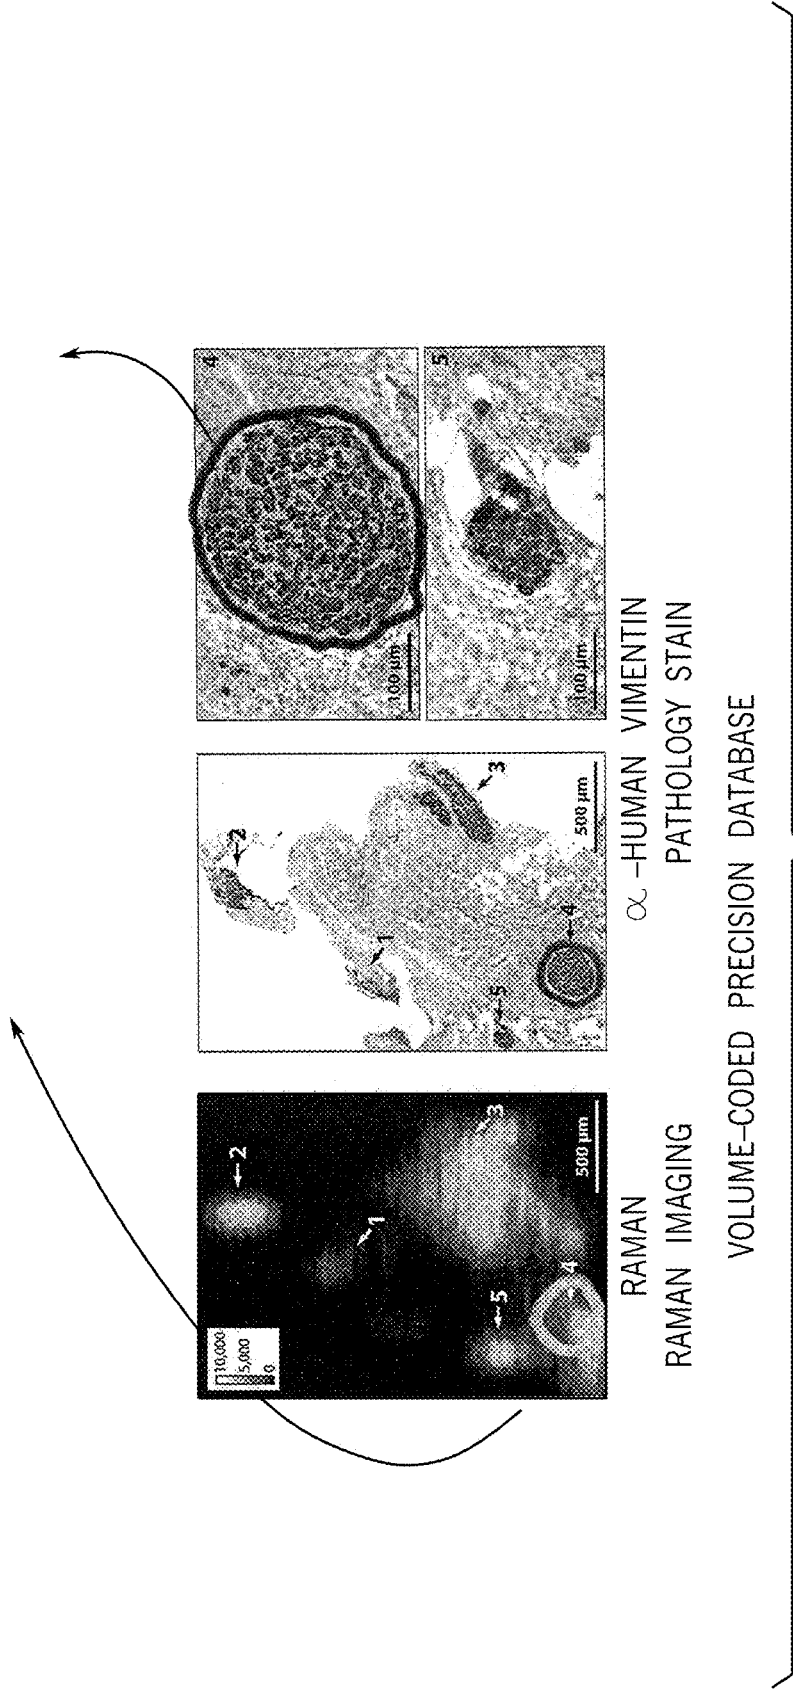 10,000
5,000
0
2
1
3
5
4
500 µm
2
1
3
5
4
500 µm
4
100 µm
5
100 µm
RAMAN
RAMAN IMAGING
α –HUMAN VIMENTIN
PATHOLOGY STAIN
VOLUME–CODED PRECISION DATABASE